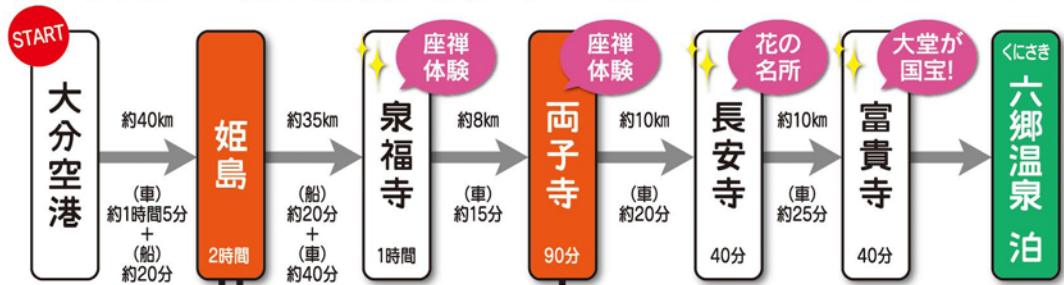 START
大分空港
約40km
(車)
約1時間5分
+
(船)
約20分
姫島
2時間
約35km
(船)
約20分
+
(車)
約40分
座禅
体験
泉福寺
1時間
約8km
(車)
約15分
座禅
体験
両子寺
90分
約10km
(車)
約20分
花の
名所
長安寺
40分
約10km
(車)
約25分
大堂が
国宝!
富貴寺
40分
くにさき
六郷温泉 泊